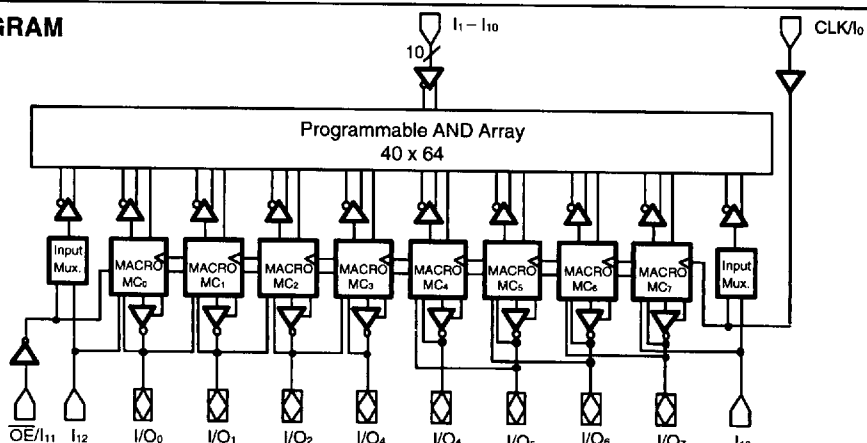 GRAM
I₁ – I₁₀
CLK/I₀
10
Programmable AND Array
40 x 64
Input Mux.
MACRO MC₀
MACRO MC₁
MACRO MC₂
MACRO MC₃
MACRO MC₄
MACRO MC₅
MACRO MC₆
MACRO MC₇
Input Mux.
O̅E̅/I₁₁
I₁₂
I/O₀
I/O₁
I/O₂
I/O₄
I/O₄
I/O₅
I/O₆
I/O₇